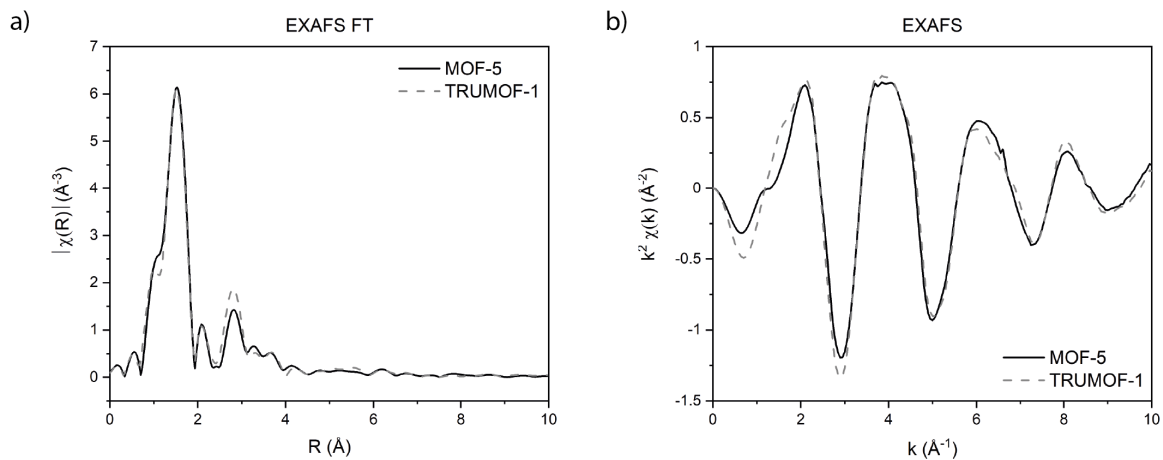 a)
EXAFS FT
7
6
5
4
3
2
1
0
|χ(R)| (Å⁻³)
MOF-5
TRUMOF-1
0 2 4 6 8 10
R (Å)
b)
EXAFS
1
0.5
0
-0.5
-1
-1.5
k² χ(k) (Å⁻²)
MOF-5
TRUMOF-1
0 2 4 6 8 10
k (Å⁻¹)